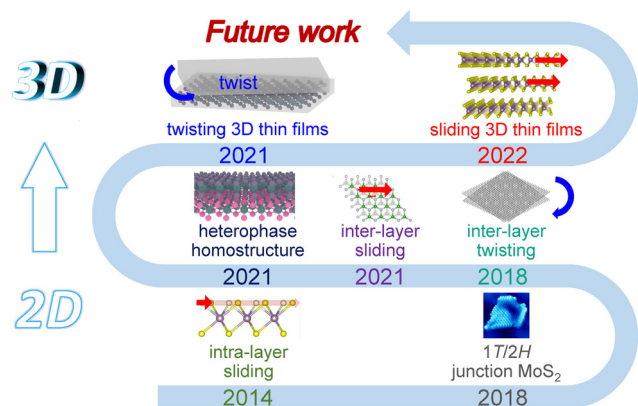 Future work
3D
twist
twisting 3D thin films
sliding 3D thin films
2021
2022
heterophase
homostructure
inter-layer
sliding
inter-layer
twisting
2021
2021
2018
2D
intra-layer
sliding
1T/2H
junction MoS₂
2014
2018